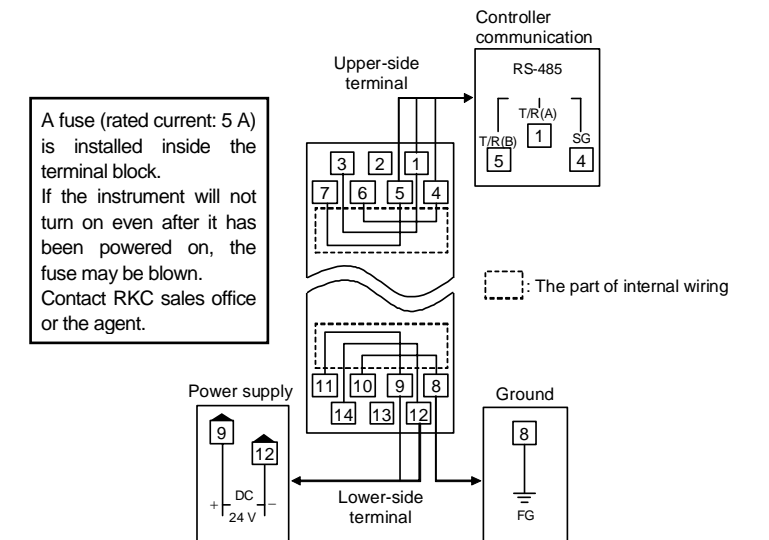 Controller
communication
Upper-side
terminal
RS-485
T/R(A)
T/R(B) 1 SG
5 4
A fuse (rated current: 5 A)
is installed inside the
terminal block.
If the instrument will not
turn on even after it has
been powered on, the
fuse may be blown.
Contact RKC sales office
or the agent.
3 2 1
7 6 5 4
: The part of internal wiring
11 10 9 8
14 13 12
Power supply
9
12
+ DC −
24 V
Lower-side
terminal
Ground
8
FG